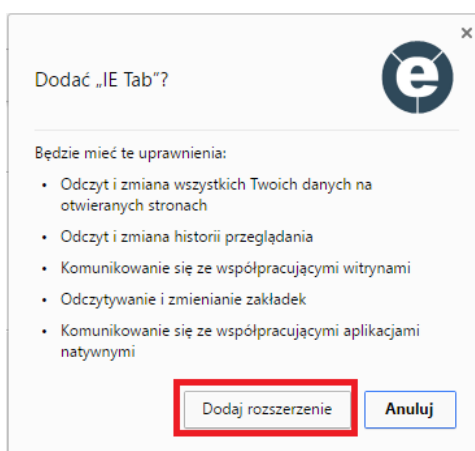 Dodać „IE Tab”?
Będzie mieć te uprawnienia:
• Odczyt i zmiana wszystkich Twoich danych na
otwieranych stronach
• Odczyt i zmiana historii przeglądania
• Komunikowanie się ze współpracującymi witrynami
• Odczytywanie i zmienianie zakładek
• Komunikowanie się ze współpracującymi aplikacjami
natywnymi
Dodaj rozszerzenie Anuluj